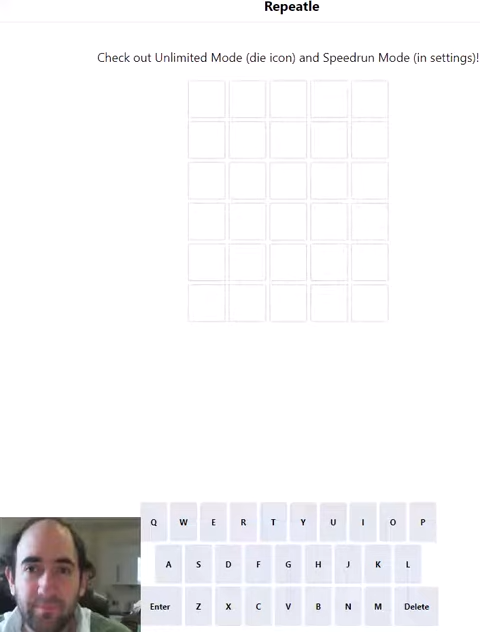 Repeatle
Check out Unlimited Mode (die icon) and Speedrun Mode (in settings)!
Q W E R T Y U I O P
A S D F G H J K L
Enter Z X C V B N M Delete